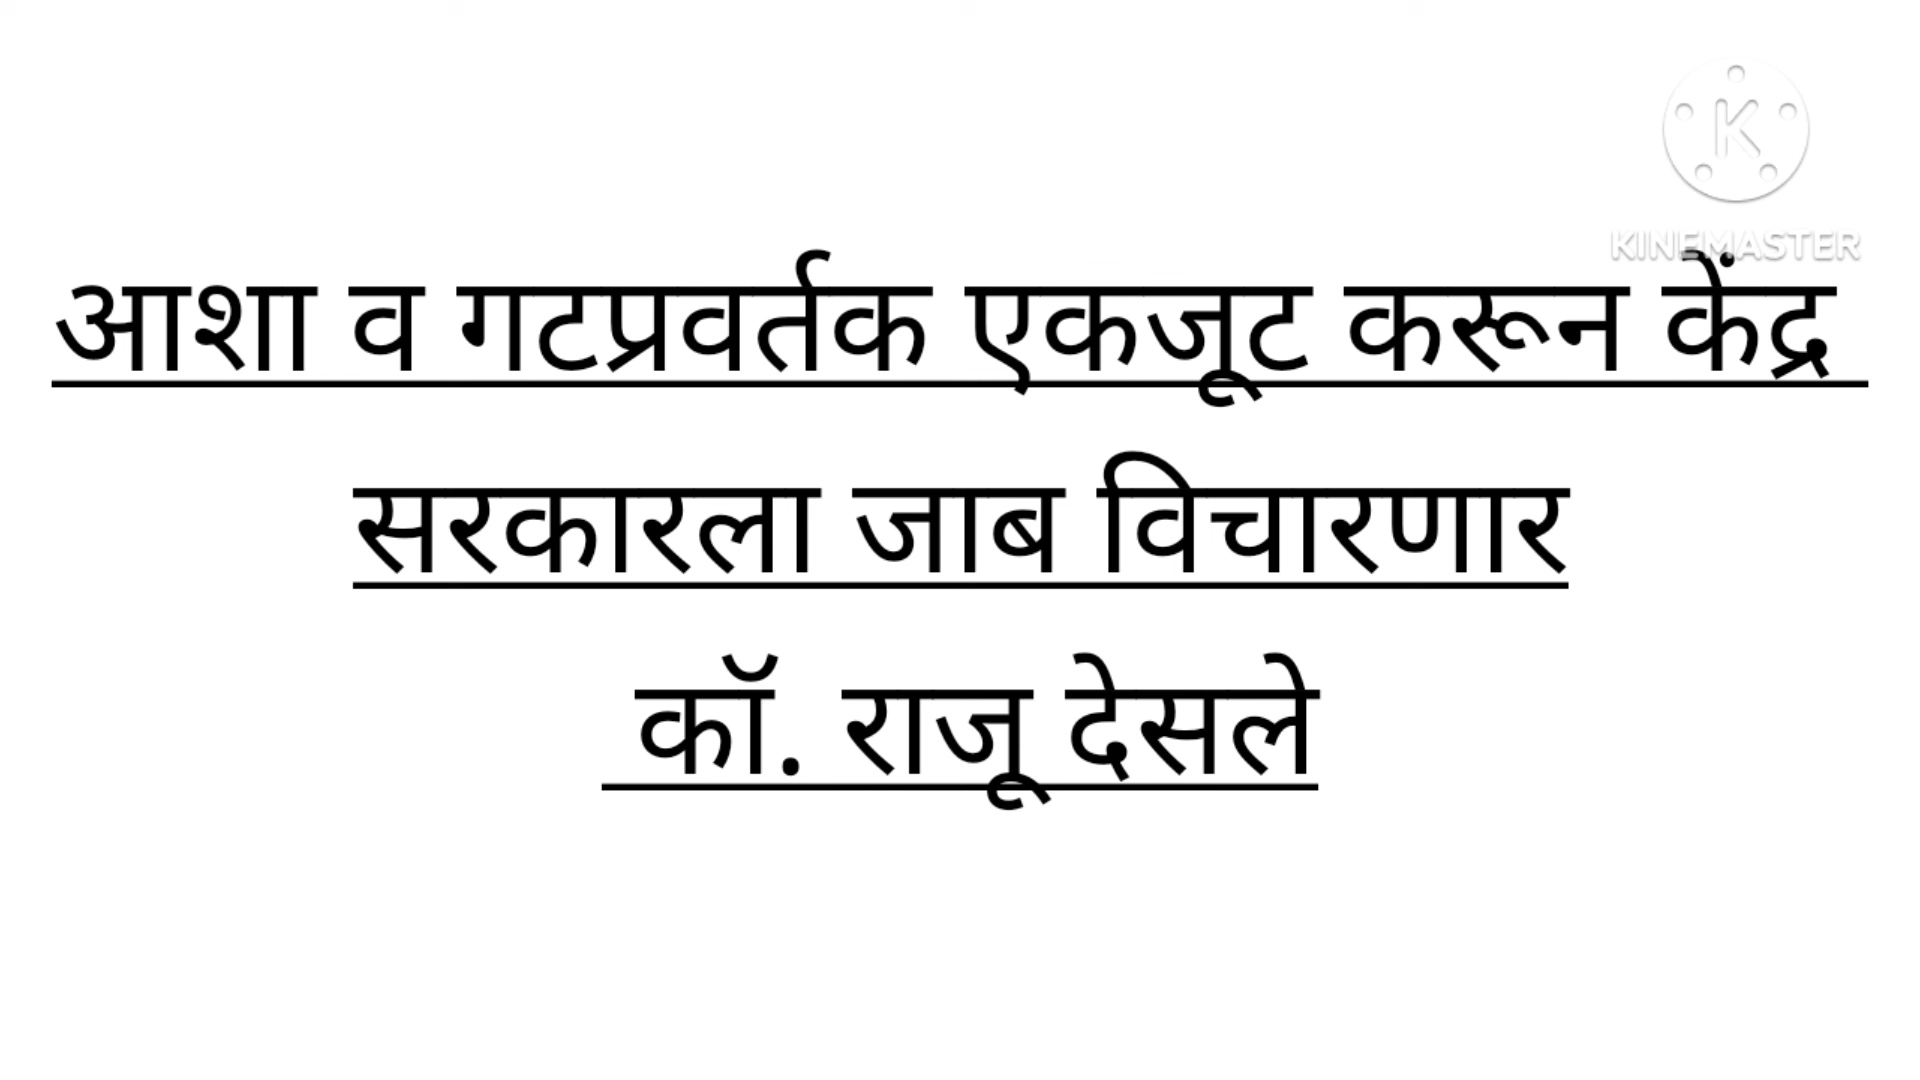 KINEMASTER
आशा व गटप्रवर्तक एकजूट करून केंद्र
सरकारला जाब विचारणार
कॉ. राजू देसले